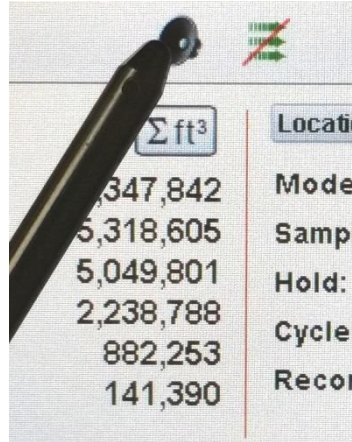 Σ ft³
Locati
,347,842
Mode
5,318,605
Samp
5,049,801
Hold:
2,238,788
Cycle
882,253
Recor
141,390